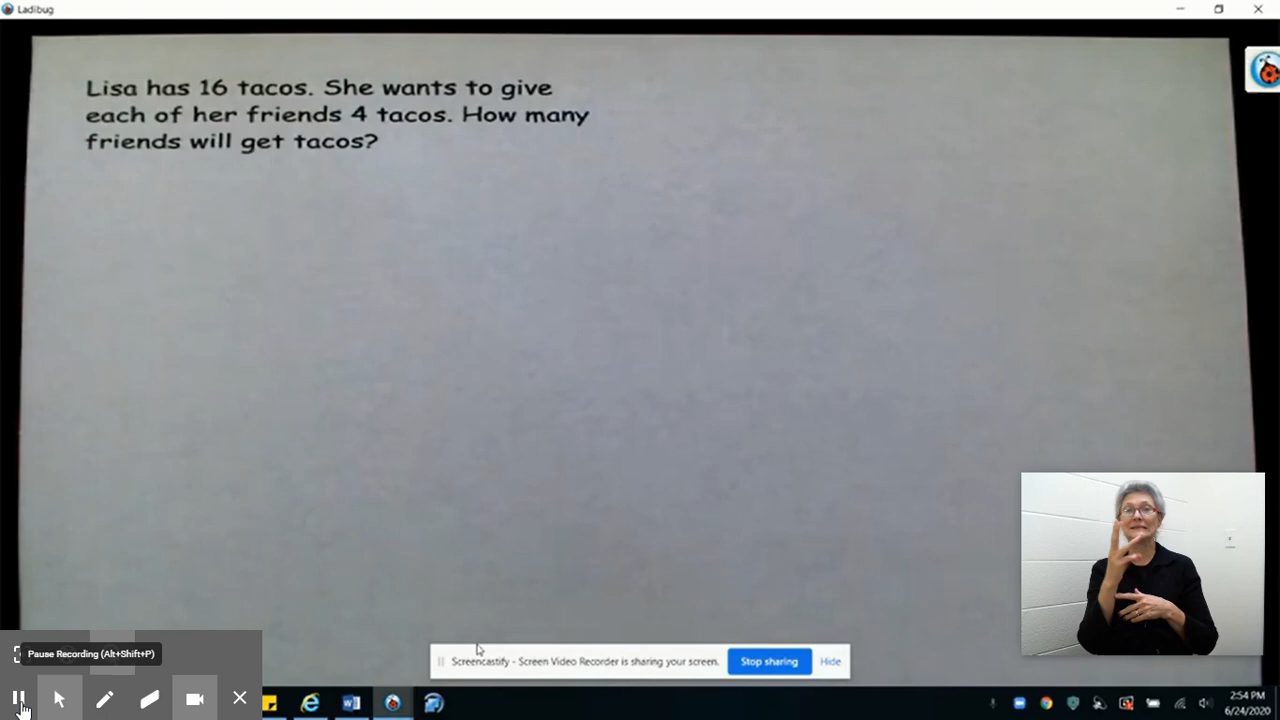 Ladibug
Lisa has 16 tacos. She wants to give
each of her friends 4 tacos. How many
friends will get tacos?
Pause Recording (Alt+Shift+P)
Screencastify - Screen Video Recorder is sharing your screen.
Stop sharing
Hide
2:54 PM
6/24/2020